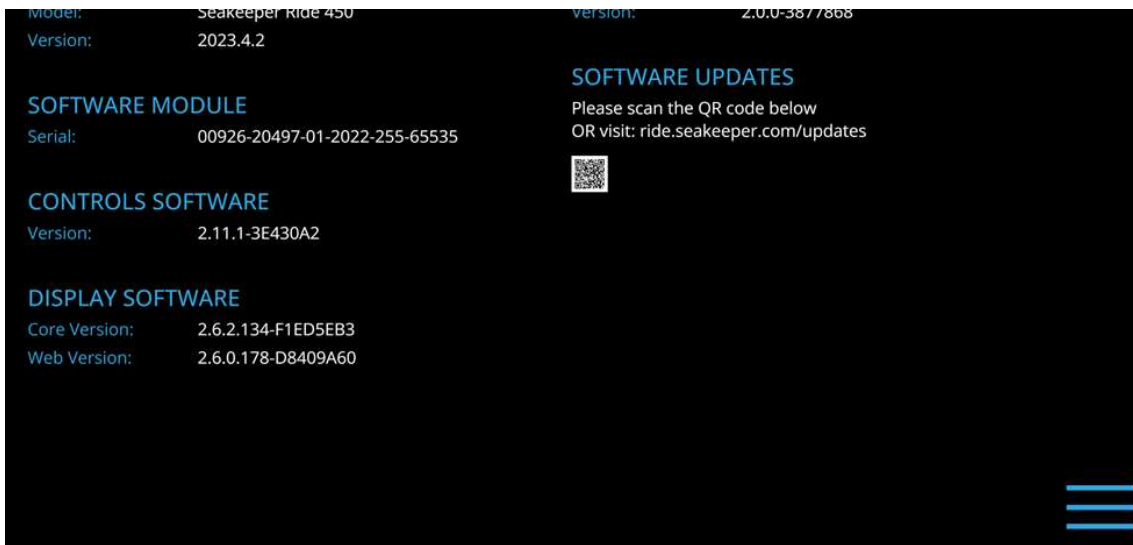 Model: Seakeeper Ride 450
Version: 2023.4.2
SOFTWARE MODULE
Serial: 00926-20497-01-2022-255-65535
CONTROLS SOFTWARE
Version: 2.11.1-3E430A2
DISPLAY SOFTWARE
Core Version: 2.6.2.134-F1ED5EB3
Web Version: 2.6.0.178-D8409A60
Version: 2.0.0-3877868
SOFTWARE UPDATES
Please scan the QR code below
OR visit: ride.seakeeper.com/updates